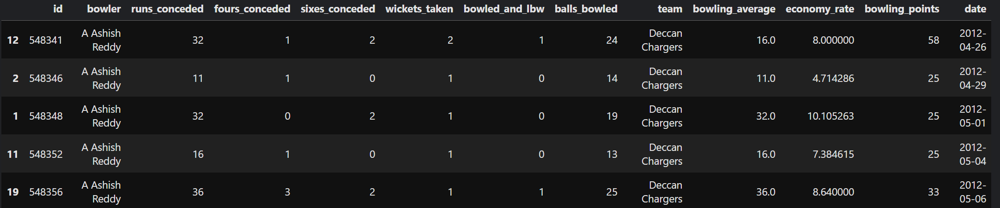 id bowler runs_conceded fours_conceded sixes_conceded wickets_taken bowled_and_lbw balls_bowled team bowling_average economy_rate bowling_points date
12 548341 A Ashish Reddy 32 1 2 2 1 24 Deccan Chargers 16.0 8.000000 58 2012-04-26
2 548346 A Ashish Reddy 11 1 0 1 0 14 Deccan Chargers 11.0 4.714286 25 2012-04-29
1 548348 A Ashish Reddy 32 0 2 1 0 19 Deccan Chargers 32.0 10.105263 25 2012-05-01
11 548352 A Ashish Reddy 16 1 0 1 0 13 Deccan Chargers 16.0 7.384615 25 2012-05-04
19 548356 A Ashish Reddy 36 3 2 1 1 25 Deccan Chargers 36.0 8.640000 33 2012-05-06